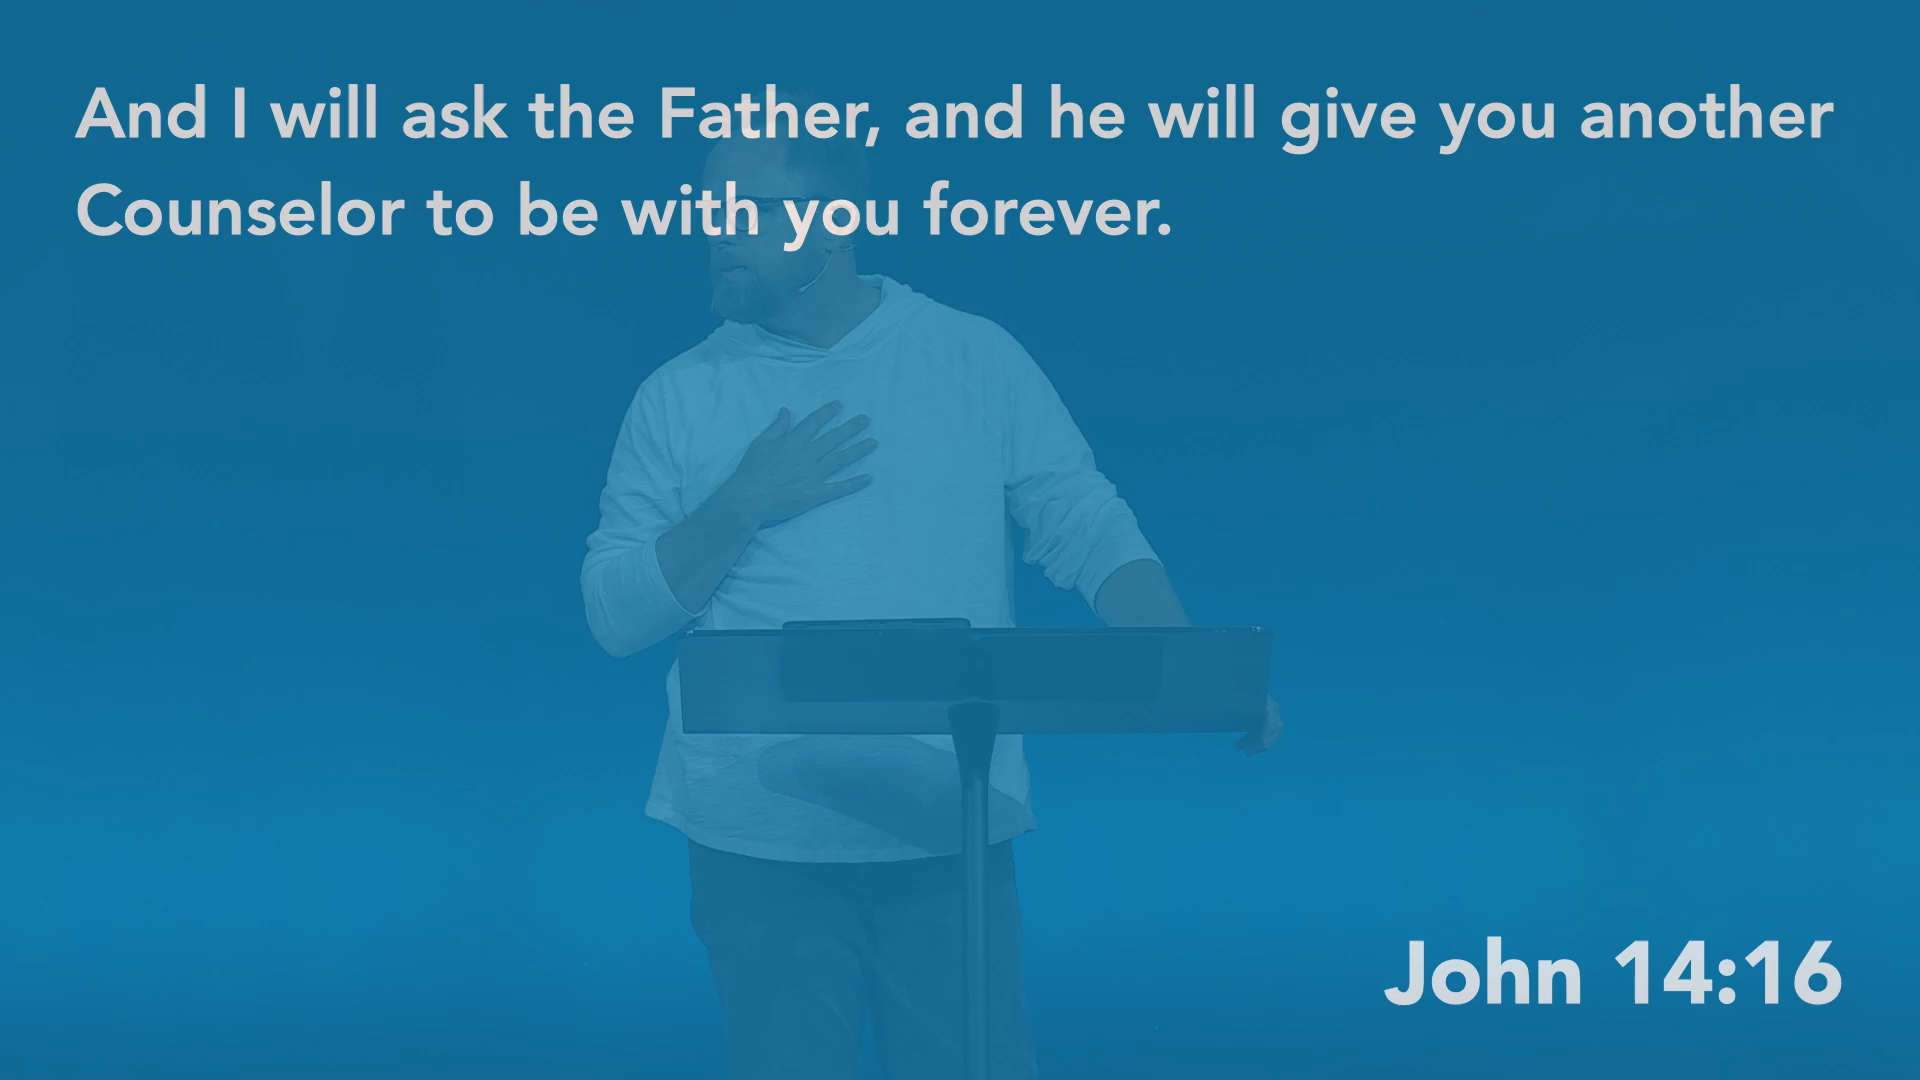 And I will ask the Father, and he will give you another
Counselor to be with you forever.
John 14:16